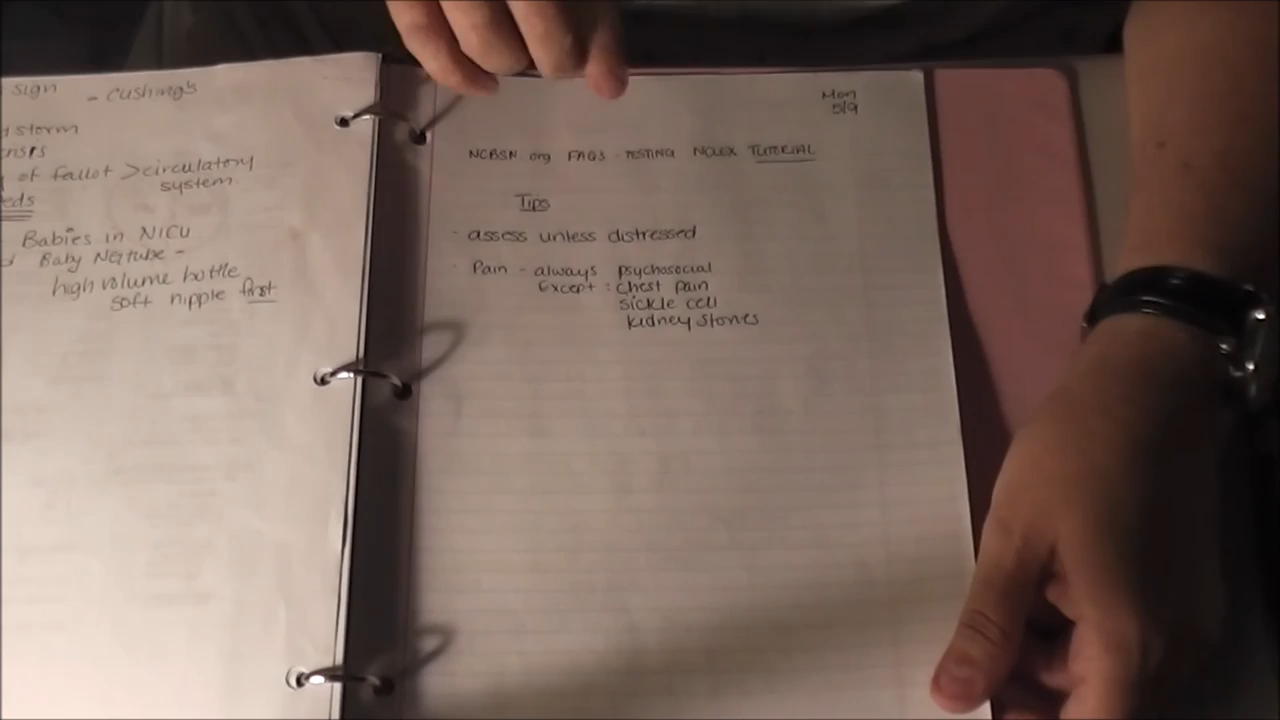 sign - cushing's
storm
of fallot > circulatory
system.
Babies in NICU
Baby NG tube -
high volume bottle
soft nipple first
Mon
5/9
NCBSN org FAQS - TESTING NCLEX TUTORIAL
Tips
- assess unless distressed
- Pain - always psychosocial
Except : chest pain
sickle cell
kidney stones